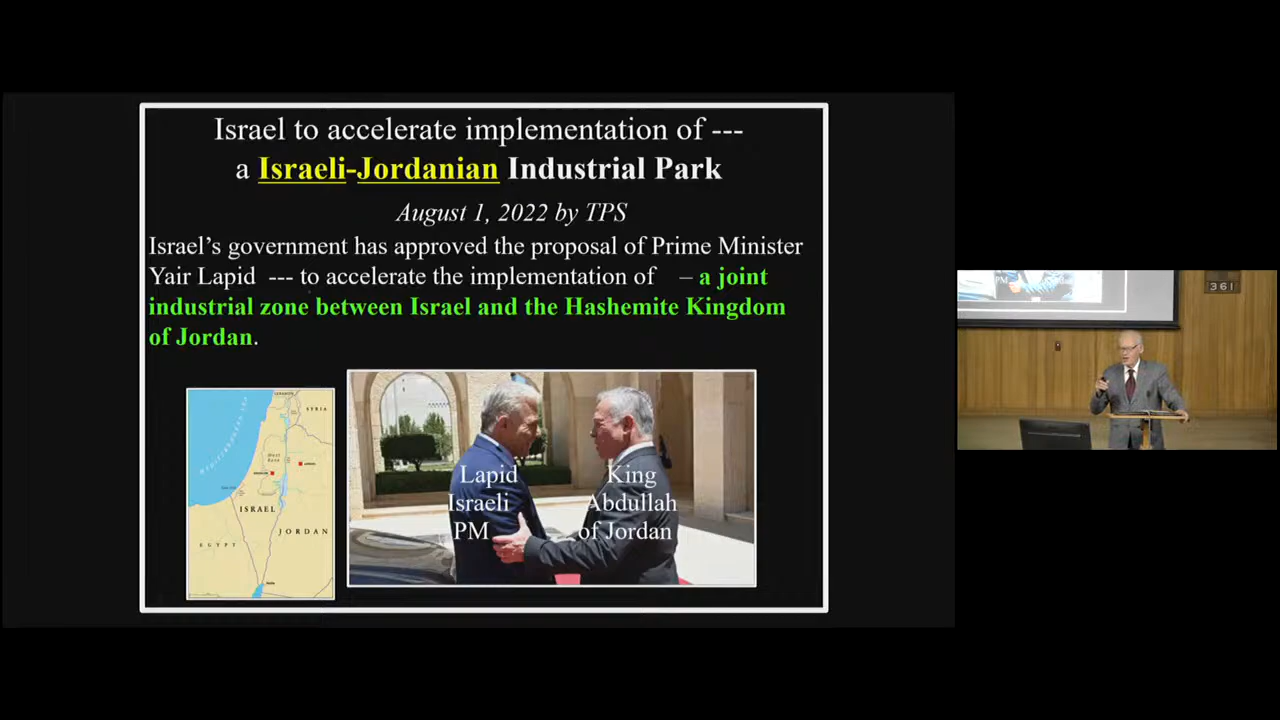 Israel to accelerate implementation of ---
a Israeli-Jordanian Industrial Park
August 1, 2022 by TPS
Israel's government has approved the proposal of Prime Minister
Yair Lapid --- to accelerate the implementation of – a joint
industrial zone between Israel and the Hashemite Kingdom
of Jordan.
SYRIA
ISRAEL
JORDAN
EGYPT
Lapid
Israeli
PM
King
Abdullah
of Jordan
361